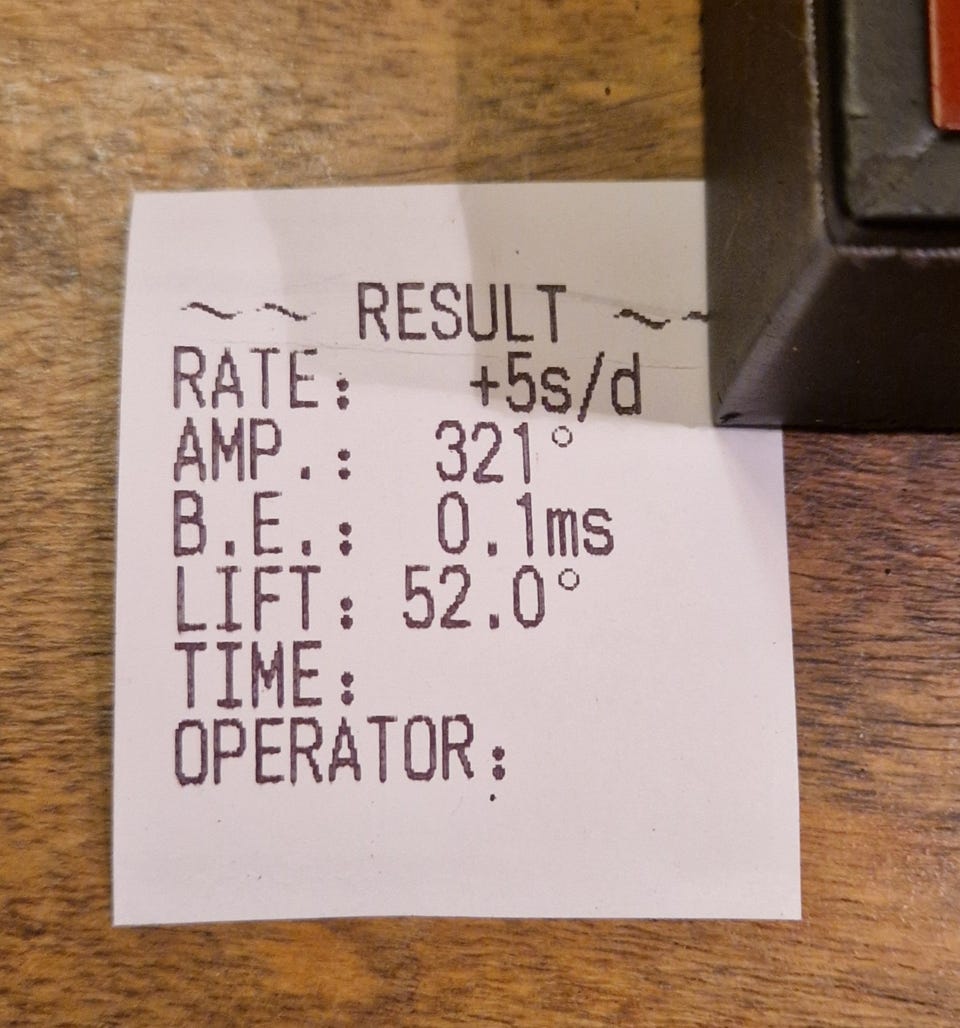 ~~ RESULT ~~
RATE: +5s/d
AMP.: 321°
B.E.: 0.1ms
LIFT: 52.0°
TIME:
OPERATOR: